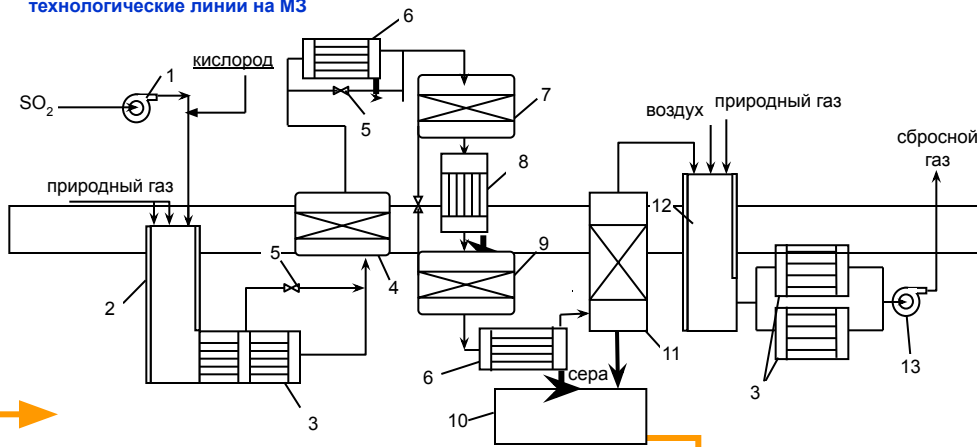 технологические линии на МЗ
6
кислород
1
SO2
5
7
воздух
природный газ
сбросной
газ
8
природный газ
12
5
9
4
2
11
6
сера
13
3
3
10